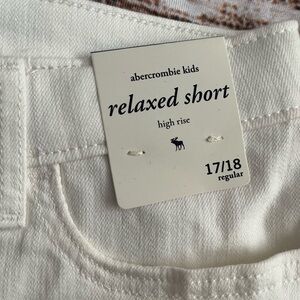 abercrombie kids
relaxed short
high rise
17/18
regular